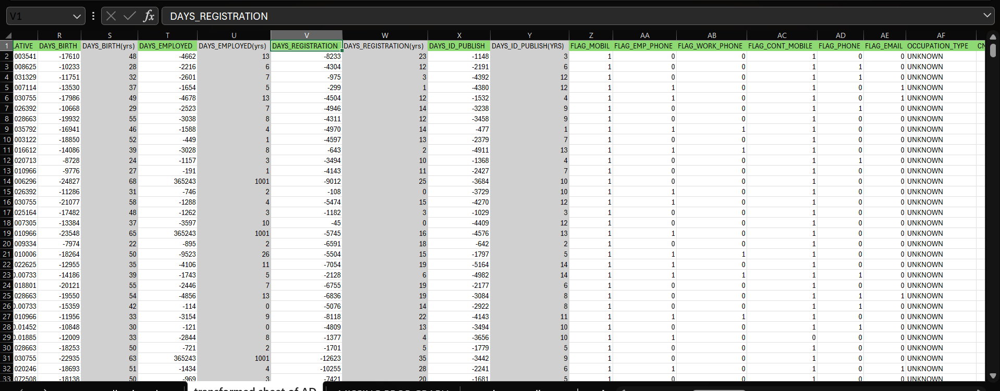 V1 fx DAYS_REGISTRATION
R S T U V W X Y Z AA AB AC AD AE AF
1 LATIVE DAYS_BIRTH DAYS_BIRTH(yrs) DAYS_EMPLOYED DAYS_EMPLOYED(yrs) DAYS_REGISTRATION DAYS_REGISTRATION(yrs) DAYS_ID_PUBLISH DAYS_ID_PUBLISH(YRS) FLAG_MOBIL FLAG_EMP_PHONE FLAG_WORK_PHONE FLAG_CONT_MOBILE FLAG_PHONE FLAG_EMAIL OCCUPATION_TYPE CN
2 003541 -17610 48 -4662 13 -8233 23 -1148 3 1 0 0 1 0 0 UNKNOWN
3 008625 -10233 28 -2216 6 -4304 12 -2191 6 1 0 0 1 1 0 UNKNOWN
4 031329 -11751 32 -2601 7 -975 3 -4392 12 1 0 0 1 1 0 UNKNOWN
5 007114 -13530 37 -1654 5 -299 1 -4380 12 1 1 0 1 0 1 UNKNOWN
6 030755 -17986 49 -4678 13 -4504 12 -1532 4 1 1 0 1 0 1 UNKNOWN
7 026392 -10668 29 -2523 7 -4946 14 -3238 9 1 0 0 1 1 0 UNKNOWN
8 028663 -19932 55 -3038 8 -4311 12 -3458 9 1 0 0 1 0 0 UNKNOWN
9 035792 -16941 46 -1588 4 -4970 14 -477 1 1 1 1 1 0 0 UNKNOWN
10 003122 -18850 52 -449 1 -4597 13 -2379 7 1 0 0 1 0 0 UNKNOWN
11 016612 -14086 39 -3028 8 -643 2 -4911 13 1 1 1 1 0 0 UNKNOWN
12 020713 -8728 24 -1157 3 -3494 10 -1368 4 1 0 0 1 1 0 UNKNOWN
13 010966 -9776 27 -191 1 -4143 11 -2427 7 1 0 0 1 0 0 UNKNOWN
14 006296 -24827 68 365243 1001 -9012 25 -3684 10 1 0 0 1 0 0 UNKNOWN
15 026392 -11286 31 -746 2 -108 0 -3729 10 1 1 0 1 0 0 UNKNOWN
16 030755 -21077 58 -1288 4 -5474 15 -4270 12 1 1 0 1 0 0 UNKNOWN
17 025164 -17482 48 -1262 3 -1182 3 -1029 3 1 0 0 1 0 0 UNKNOWN
18 007305 -13384 37 -3597 10 -45 0 -4409 12 1 0 0 1 0 0 UNKNOWN
19 010966 -23548 65 365243 1001 -5745 16 -4576 13 1 1 0 1 0 0 UNKNOWN
20 009334 -7974 22 -895 2 -6591 18 -642 2 1 0 0 1 0 0 UNKNOWN
21 010006 -18264 50 -9523 26 -5504 15 -1797 5 1 1 1 1 0 0 UNKNOWN
22 022625 -12955 35 -4106 11 -7054 19 -5164 14 1 1 0 1 0 0 UNKNOWN
23 0.00733 -14186 39 -1743 5 -2128 6 -4982 14 1 1 1 1 1 0 UNKNOWN
24 018801 -20121 55 -2446 7 -6755 19 -2177 6 1 0 0 1 0 0 UNKNOWN
25 028663 -19550 54 -4856 13 -6836 19 -3084 8 1 0 0 1 1 1 UNKNOWN
26 0.00733 -15359 42 -114 0 -5076 14 -2922 8 1 0 0 1 1 0 UNKNOWN
27 010966 -11956 33 -3154 9 -8118 22 -4143 11 1 1 1 1 0 0 UNKNOWN
28 0.01452 -10848 30 -121 0 -4809 13 -3494 10 1 0 0 1 1 0 UNKNOWN
29 0.01885 -12009 33 -2844 8 -1377 4 -3656 10 1 1 0 0 0 0 UNKNOWN
30 028663 -18253 50 -721 2 -1701 5 -1779 5 1 0 0 1 0 0 UNKNOWN
31 030755 -22935 63 365243 1001 -12623 35 -3442 9 1 0 0 1 0 0 UNKNOWN
32 020246 -18693 51 -1434 4 -10255 28 -2241 6 1 1 0 1 0 1 UNKNOWN
33 072508 -18138 50 -969 3 -7421 20 -1681 5 1 0 0 1 0 0 UNKNOWN
transformed sheet of AD